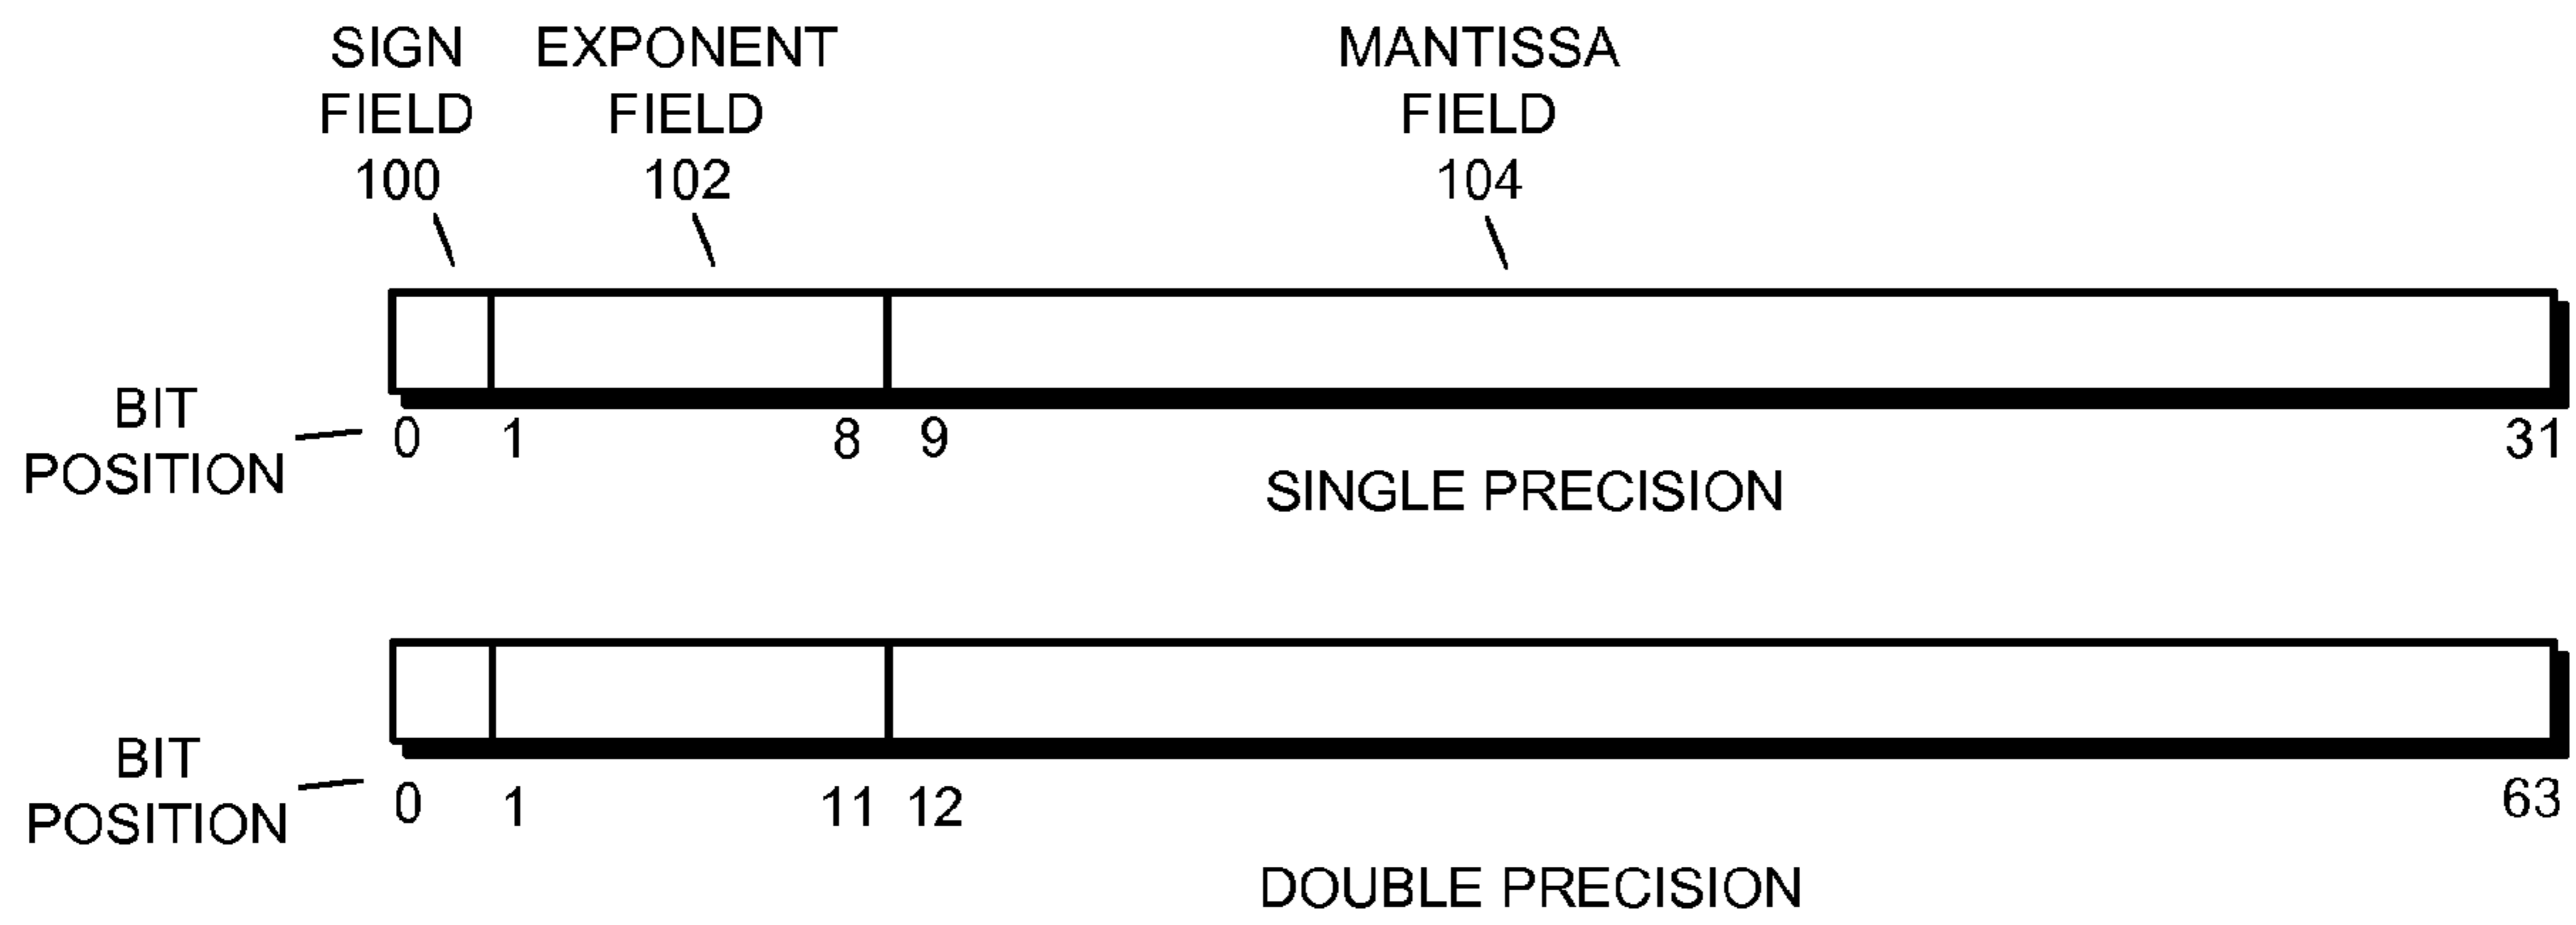 SIGN EXPONENT MANTISSA
FIELD FIELD FIELD
100 102 104
BIT
POSITION
0 1 8 9 31
SINGLE PRECISION
BIT
POSITION
0 1 11 12 63
DOUBLE PRECISION